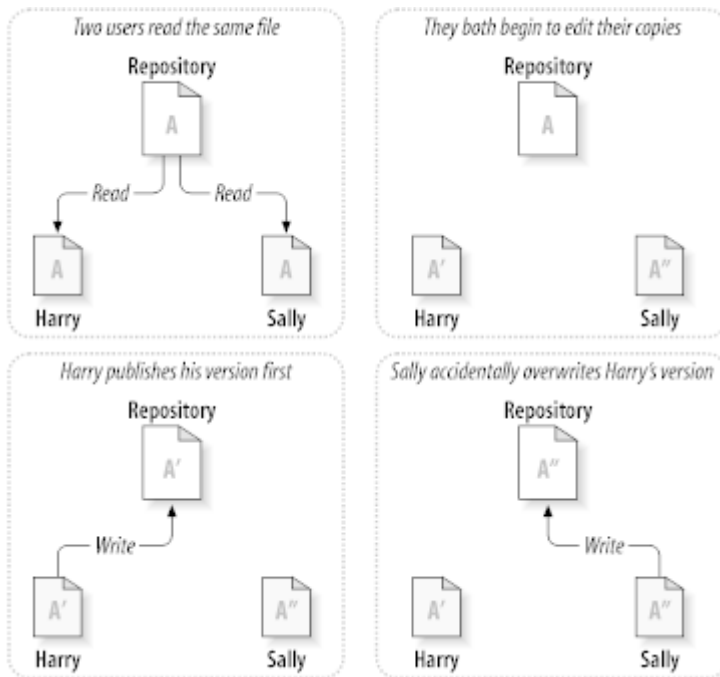 Two users read the same file
Repository
A
Read
Read
A
A
Harry
Sally
They both begin to edit their copies
Repository
A
A′
A″
Harry
Sally
Harry publishes his version first
Repository
A′
Write
A′
A″
Harry
Sally
Sally accidentally overwrites Harry’s version
Repository
A″
Write
A′
A″
Harry
Sally